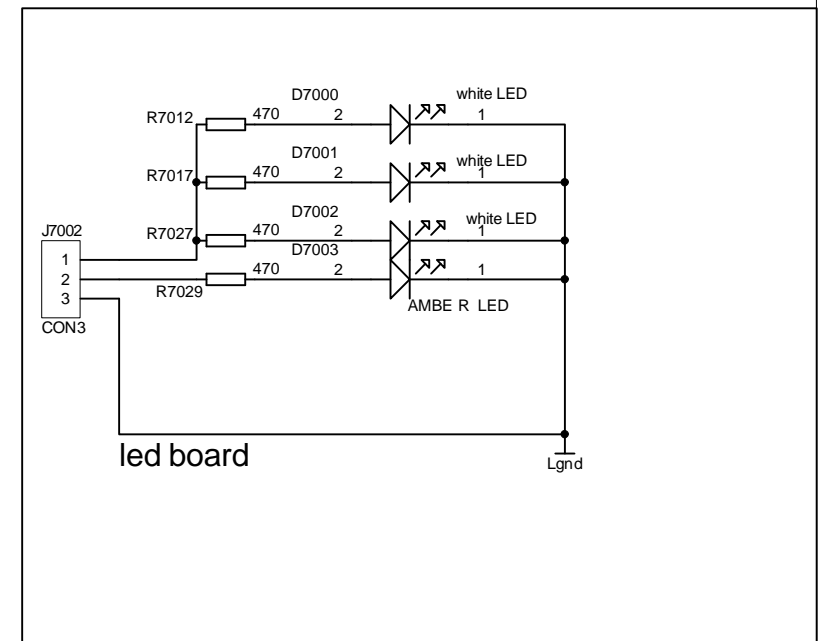 D7000 white LED
R7012 470 2 1
D7001 white LED
R7017 470 2 1
D7002 white LED
J7002 R7027 470 2 1
D7003
1 470 2 1
2 R7029
3 AMBE R LED
CON3
led board
Lgnd